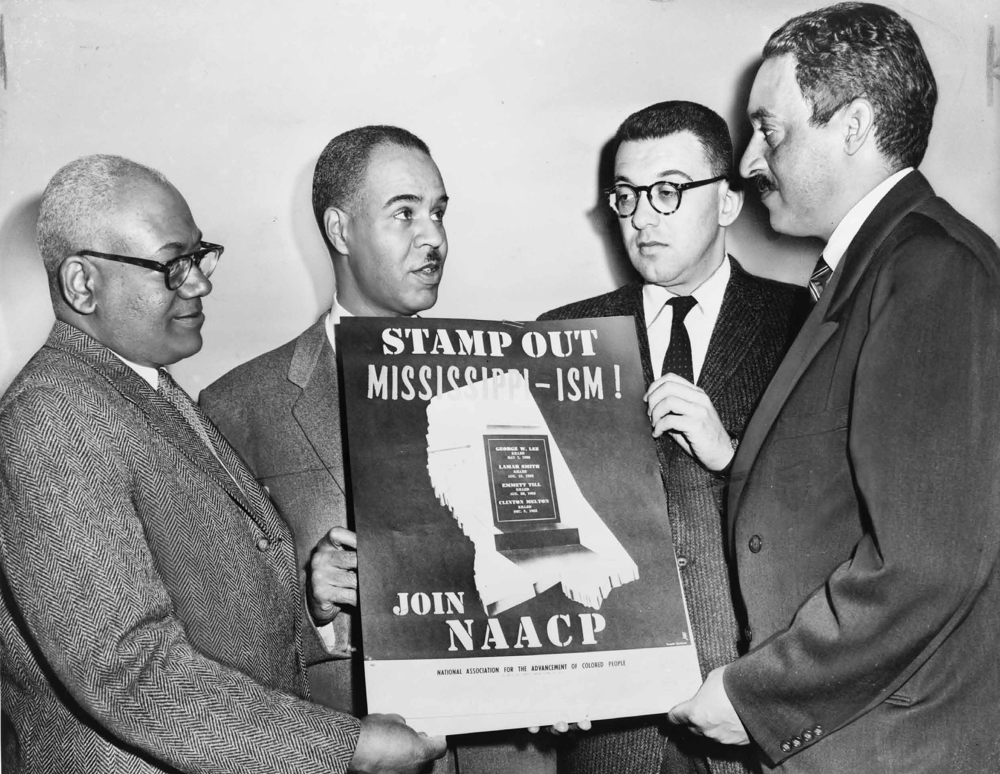 STAMP OUT
MISSISSIPPI-ISM!
GEORGE W. LEE
KILLED
MAY 7, 1955
LAMAR SMITH
KILLED
AUG. 13, 1955
EMMETT TILL
KILLED
AUG. 28, 1955
CLINTON MELTON
KILLED
DEC. 3, 1955
JOIN
NAACP
NATIONAL ASSOCIATION FOR THE ADVANCEMENT OF COLORED PEOPLE